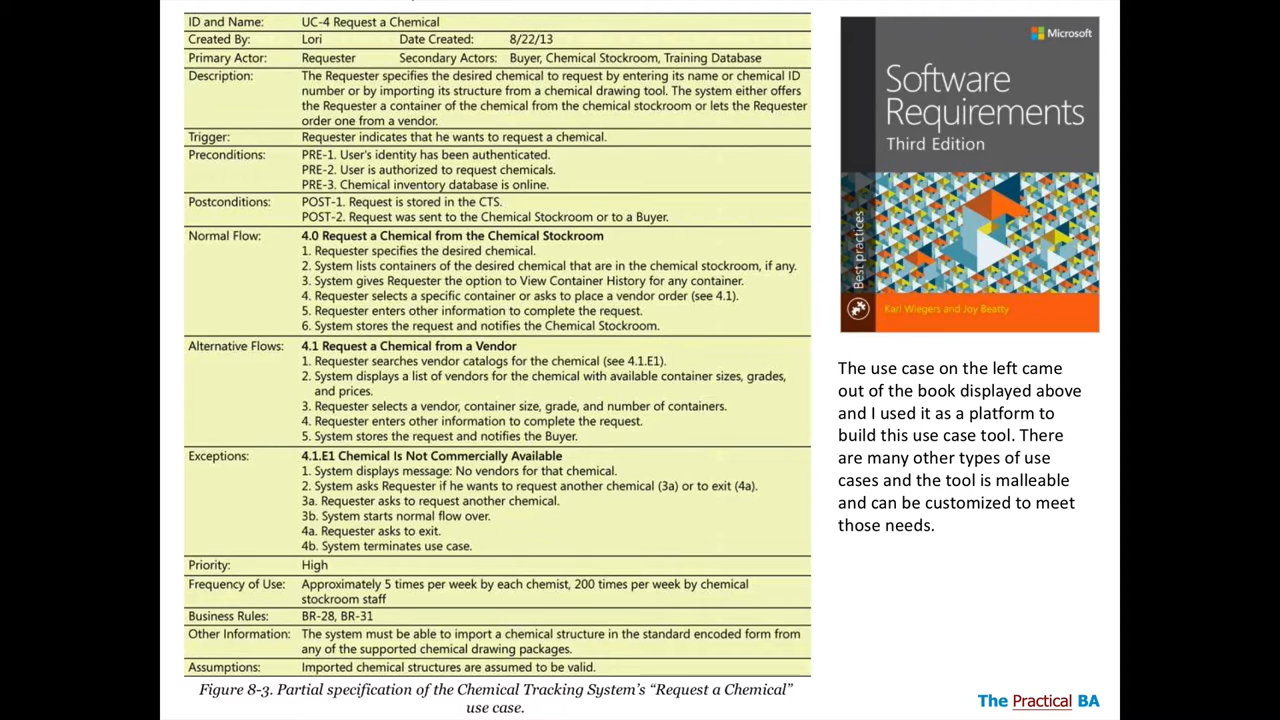 ID and Name: UC-4 Request a Chemical
Created By: Lori Date Created: 8/22/13
Primary Actor: Requester Secondary Actors: Buyer, Chemical Stockroom, Training Database
Description: The Requester specifies the desired chemical to request by entering its name or chemical ID
number or by importing its structure from a chemical drawing tool. The system either offers
the Requester a container of the chemical from the chemical stockroom or lets the Requester
order one from a vendor.
Trigger: Requester indicates that he wants to request a chemical.
Preconditions: PRE-1. User's identity has been authenticated.
PRE-2. User is authorized to request chemicals.
PRE-3. Chemical inventory database is online.
Postconditions: POST-1. Request is stored in the CTS.
POST-2. Request was sent to the Chemical Stockroom or to a Buyer.
Normal Flow: 4.0 Request a Chemical from the Chemical Stockroom
1. Requester specifies the desired chemical.
2. System lists containers of the desired chemical that are in the chemical stockroom, if any.
3. System gives Requester the option to View Container History for any container.
4. Requester selects a specific container or asks to place a vendor order (see 4.1).
5. Requester enters other information to complete the request.
6. System stores the request and notifies the Chemical Stockroom.
Alternative Flows: 4.1 Request a Chemical from a Vendor
1. Requester searches vendor catalogs for the chemical (see 4.1.E1).
2. System displays a list of vendors for the chemical with available container sizes, grades,
and prices.
3. Requester selects a vendor, container size, grade, and number of containers.
4. Requester enters other information to complete the request.
5. System stores the request and notifies the Buyer.
Exceptions: 4.1.E1 Chemical Is Not Commercially Available
1. System displays message: No vendors for that chemical.
2. System asks Requester if he wants to request another chemical (3a) or to exit (4a).
3a. Requester asks to request another chemical.
3b. System starts normal flow over.
4a. Requester asks to exit.
4b. System terminates use case.
Priority: High
Frequency of Use: Approximately 5 times per week by each chemist, 200 times per week by chemical
stockroom staff
Business Rules: BR-28, BR-31
Other Information: The system must be able to import a chemical structure in the standard encoded form from
any of the supported chemical drawing packages.
Assumptions: Imported chemical structures are assumed to be valid.
Figure 8-3. Partial specification of the Chemical Tracking System's “Request a Chemical”
use case.
Microsoft
Software
Requirements
Third Edition
Best practices
Karl Wiegers and Joy Beatty
The use case on the left came
out of the book displayed above
and I used it as a platform to
build this use case tool. There
are many other types of use
cases and the tool is malleable
and can be customized to meet
those needs.
The Practical BA